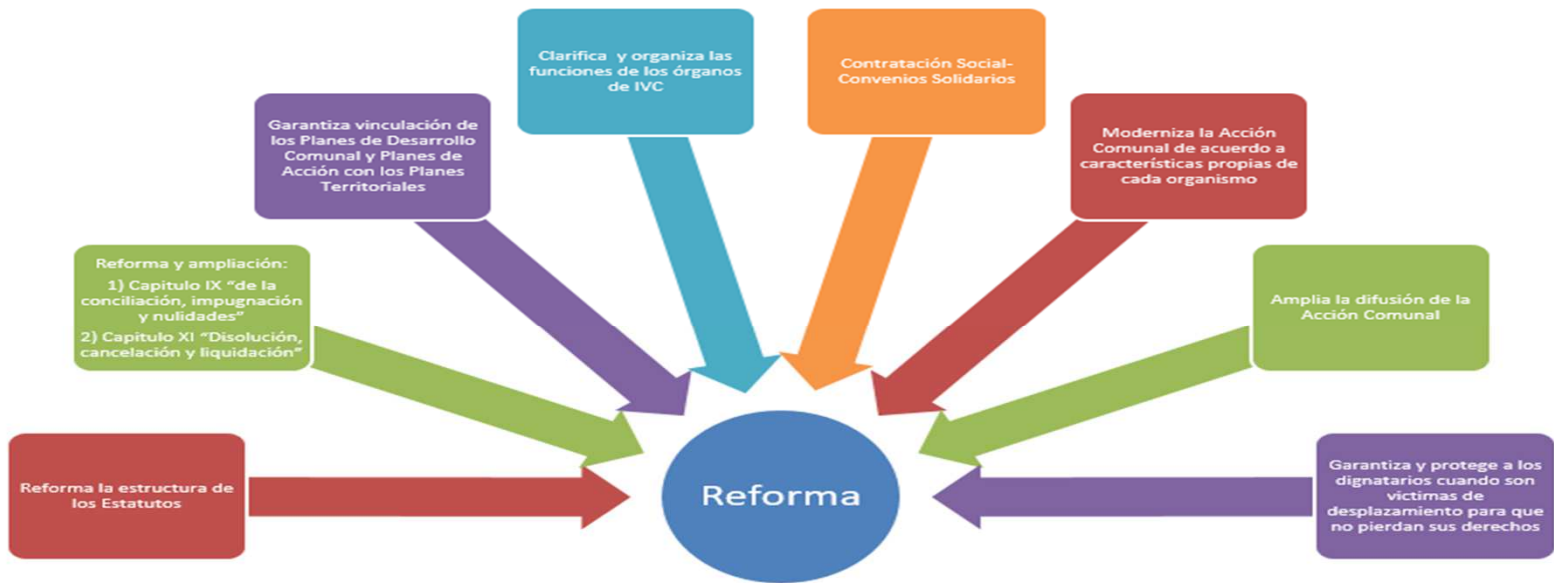 Reforma la estructura de
los Estatutos
Reforma y ampliación:
1) Capitulo IX “de la
conciliación, impugnación
y nulidades”
2) Capitulo XI “Disolución,
cancelación y liquidación”
Garantiza vinculación de
los Planes de Desarrollo
Comunal y Planes de
Acción con los Planes
Territoriales
Clarifica y organiza las
funciones de los órganos
de IVC
Contratación Social-
Convenios Solidarios
Moderniza la Acción
Comunal de acuerdo a
características propias de
cada organismo
Amplia la difusión de la
Acción Comunal
Garantiza y protege a los
dignatarios cuando son
victimas de
desplazamiento para que
no pierdan sus derechos
Reforma